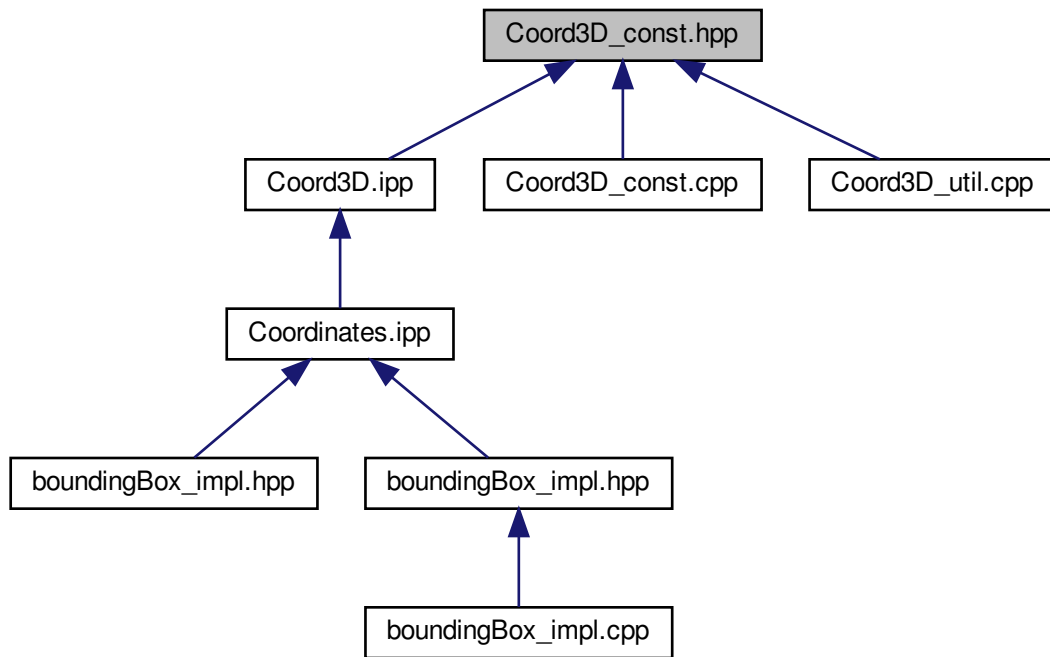 Coord3D_const.hpp
Coord3D.ipp
Coord3D_const.cpp
Coord3D_util.cpp
Coordinates.ipp
boundingBox_impl.hpp
boundingBox_impl.hpp
boundingBox_impl.cpp